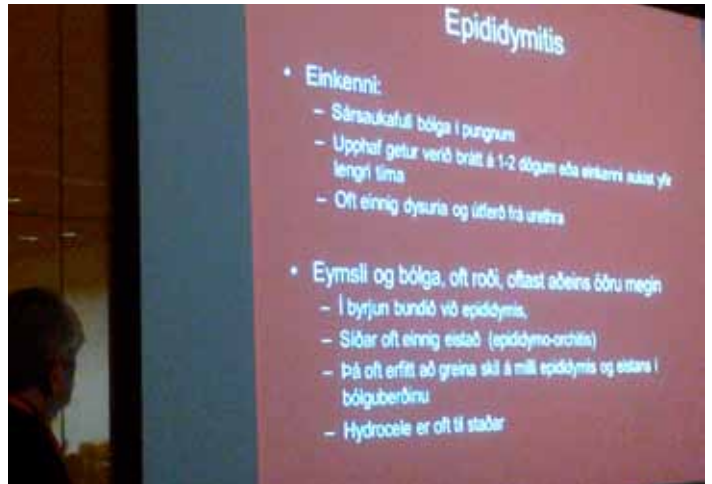 Epididymitis
• Einkenni:
– Sársaukafull bólga í pungnum
– Upphaf getur verið brátt á 1-2 dögum eða einkenni aukist yfir
lengri tíma
– Oft einnig dysuria og útferð frá urethra
• Eymsli og bólga, oft roði, oftast aðeins öðru megin
– Í byrjun bundið við epididymis,
– Síðar oft einnig eistað (epididymo-orchitis)
– Þá oft erfitt að greina skil á milli epididymis og eistans í
bólguberðinu
– Hydrocele er oft til staðar